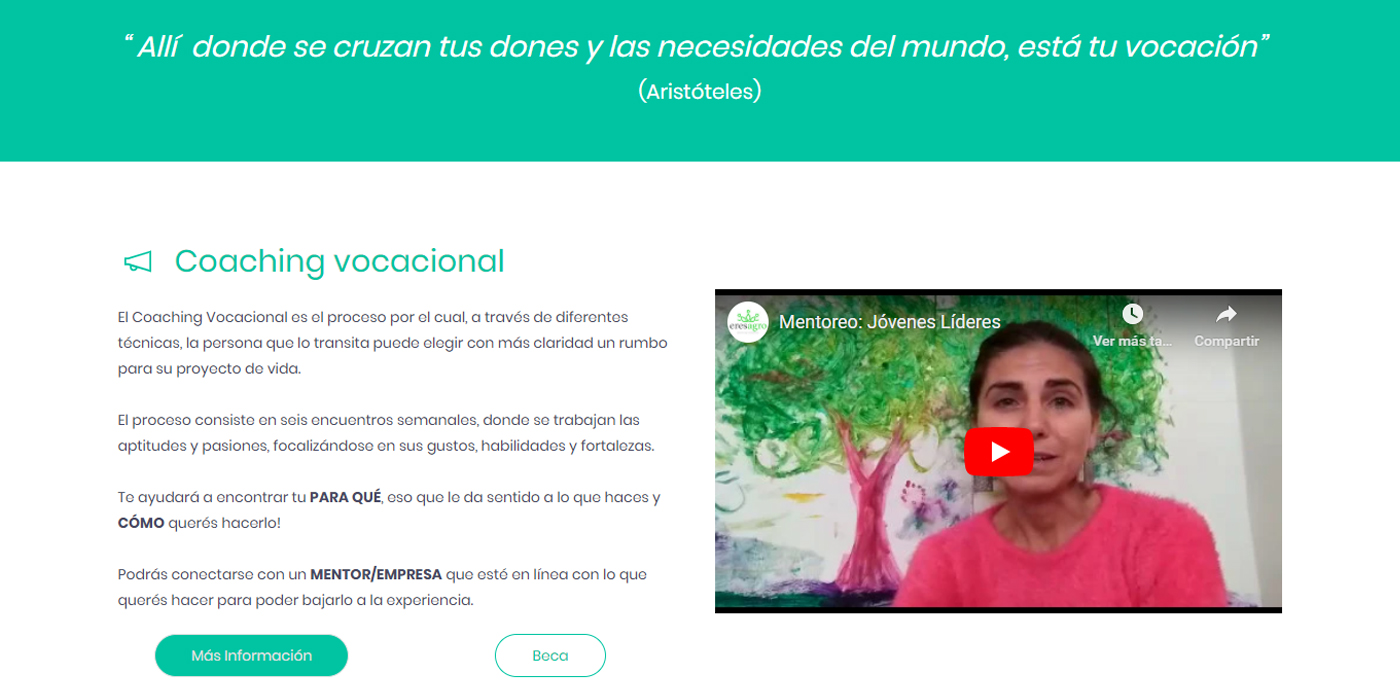 “ Allí donde se cruzan tus dones y las necesidades del mundo, está tu vocación”
(Aristóteles)
Coaching vocacional
El Coaching Vocacional es el proceso por el cual, a través de diferentes
técnicas, la persona que lo transita puede elegir con más claridad un rumbo
para su proyecto de vida.
El proceso consiste en seis encuentros semanales, donde se trabajan las
aptitudes y pasiones, focalizándose en sus gustos, habilidades y fortalezas.
Te ayudará a encontrar tu PARA QUÉ, eso que le da sentido a lo que haces y
CÓMO querés hacerlo!
Podrás conectarse con un MENTOR/EMPRESA que esté en línea con lo que
querés hacer para poder bajarlo a la experiencia.
Más Información
Beca
eresagro
Mentoreo: Jóvenes Líderes
Ver más ta...
Compartir